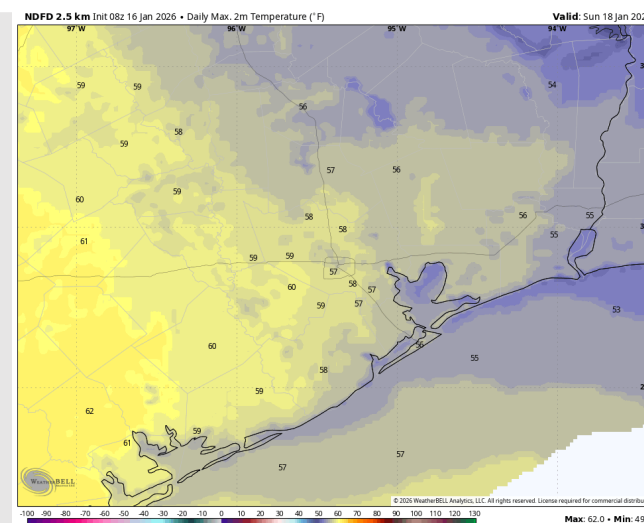 NDFD 2.5 km Init 08z 16 Jan 2026 • Daily Max. 2m Temperature (°F)
Valid: Sun 18 Jan 202
97°W 96°W 95°W 94°W
59 59 54
56
58
59
57 56
59
60
58 56 55
58 55
61
59 59
57
60 58 57
59 57
53
60 56
55
58
59
62
59
61
57
57
WEATHERBELL
© 2026 WeatherBELL Analytics, LLC. All rights reserved. License required for commercial distribu
-100 -90 -80 -70 -60 -50 -40 -30 -20 -10 0 10 20 30 40 50 60 70 80 90 100 110 120 130
Max: 62.0 • Min: 4